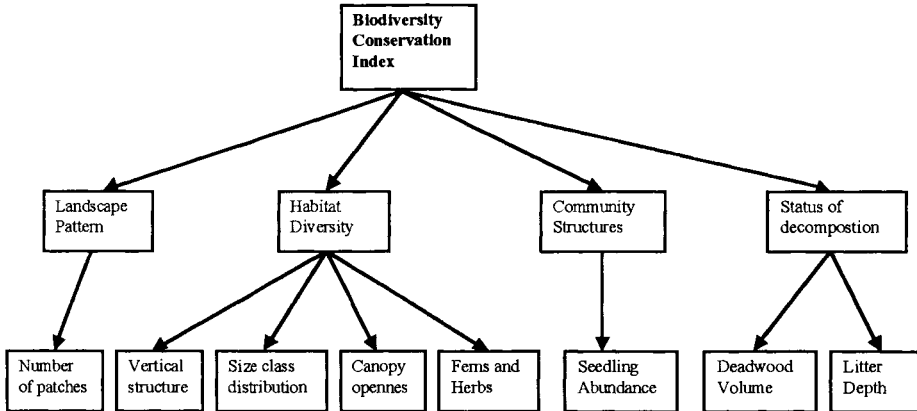 Biodiversity
Conservation
Index
Landscape
Pattern
Habitat
Diversity
Community
Structures
Status of
decompostion
Number
of patches
Vertical
structure
Size class
distribution
Canopy
opennes
Ferns and
Herbs
Seedling
Abundance
Deadwood
Volume
Litter
Depth